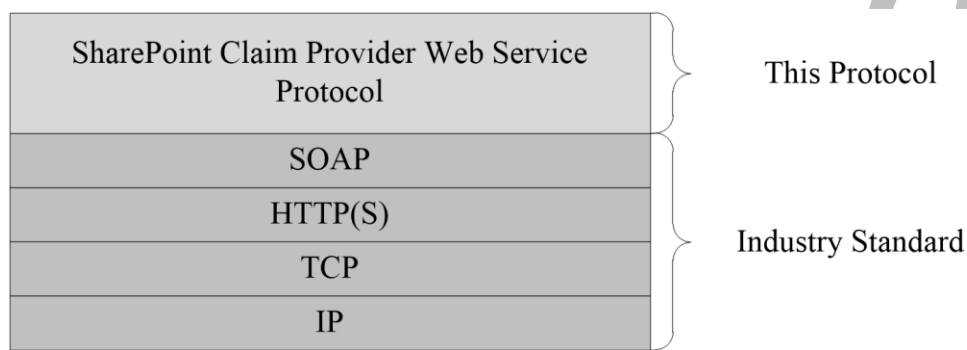 SharePoint Claim Provider Web Service
Protocol
This Protocol
SOAP
HTTP(S)
TCP
IP
Industry Standard